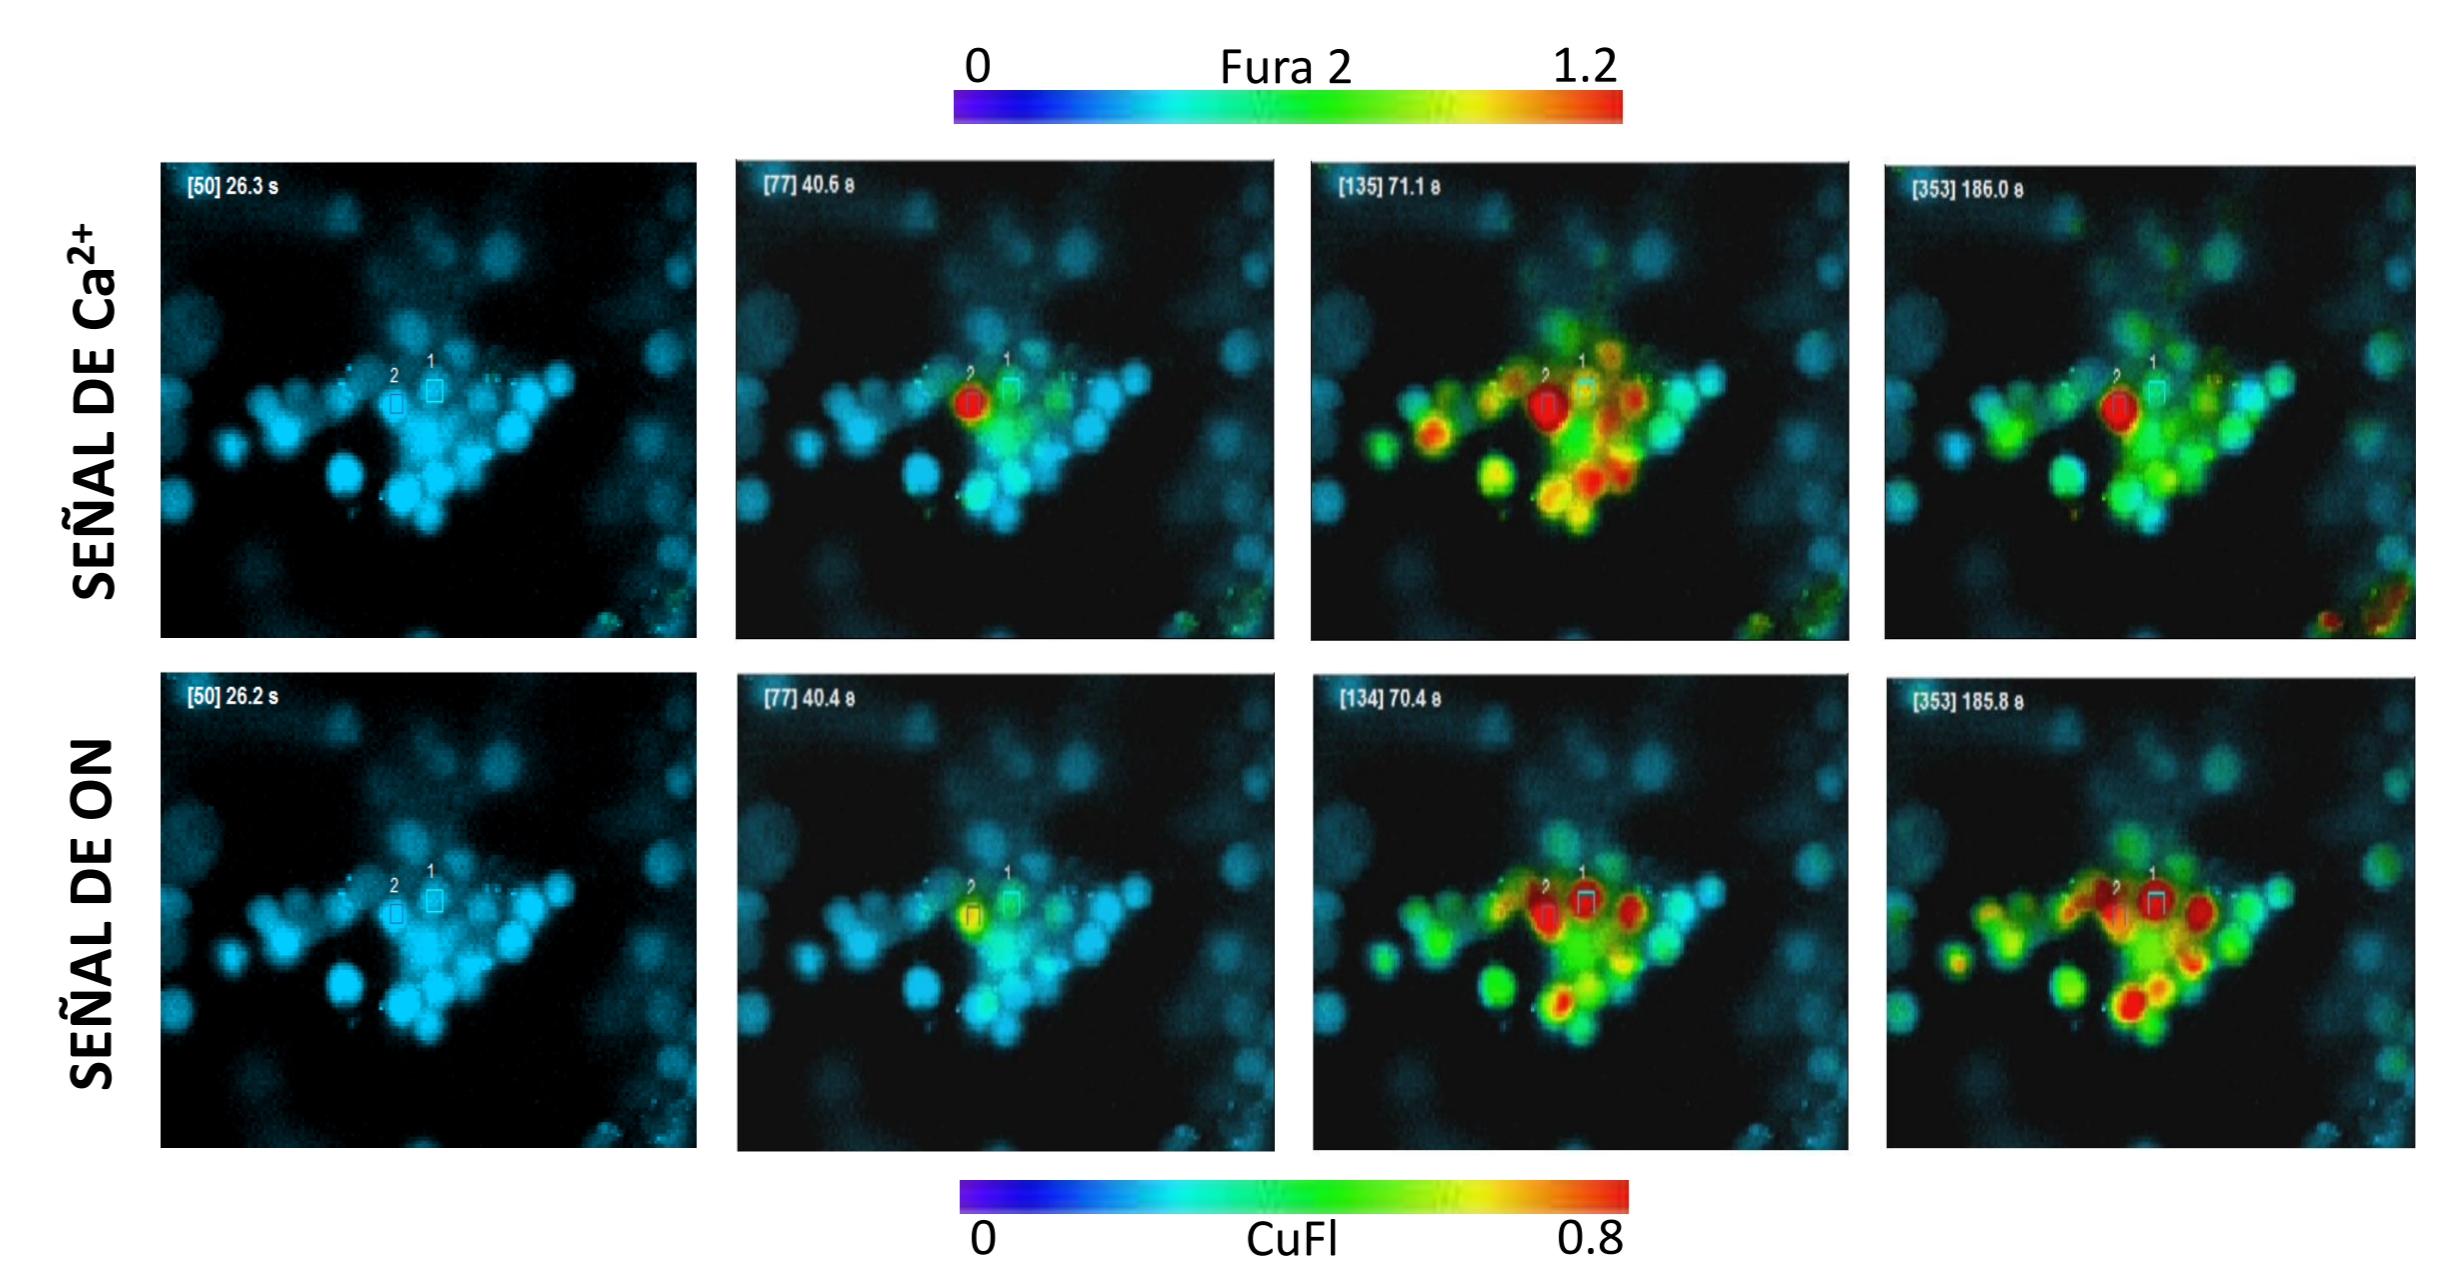 0 Fura 2 1.2
SEÑAL DE Ca²⁺
[50] 26.3 s
[77] 40.6 s
[135] 71.1 s
[353] 186.0 s
1
2
1
2
1
2
1
2
SEÑAL DE ON
[50] 26.2 s
[77] 40.4 s
[134] 70.4 s
[353] 185.8 s
1
2
1
2
1
2
1
2
0 CuFl 0.8